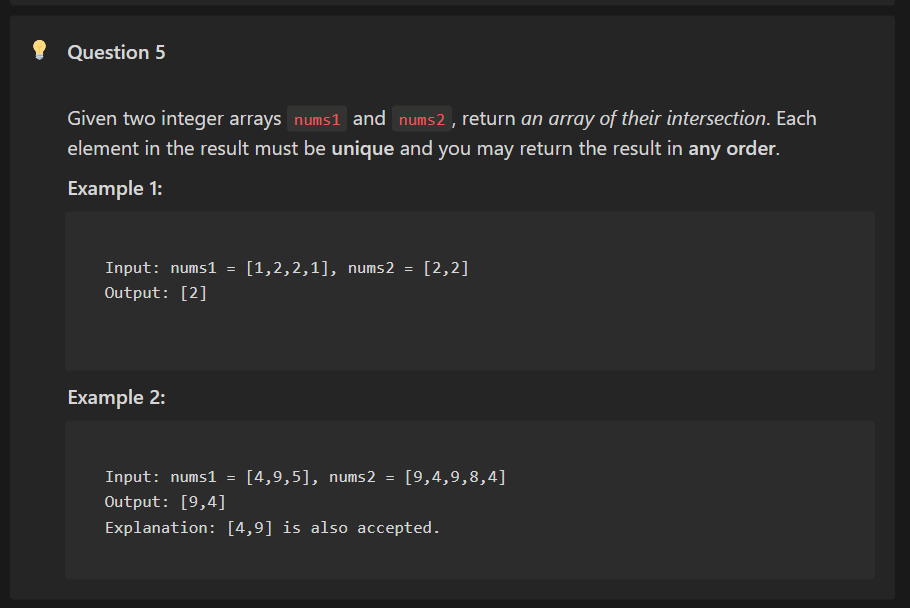 Question 5
Given two integer arrays nums1 and nums2, return an array of their intersection. Each
element in the result must be unique and you may return the result in any order.
Example 1:
Input: nums1 = [1,2,2,1], nums2 = [2,2]
Output: [2]
Example 2:
Input: nums1 = [4,9,5], nums2 = [9,4,9,8,4]
Output: [9,4]
Explanation: [4,9] is also accepted.